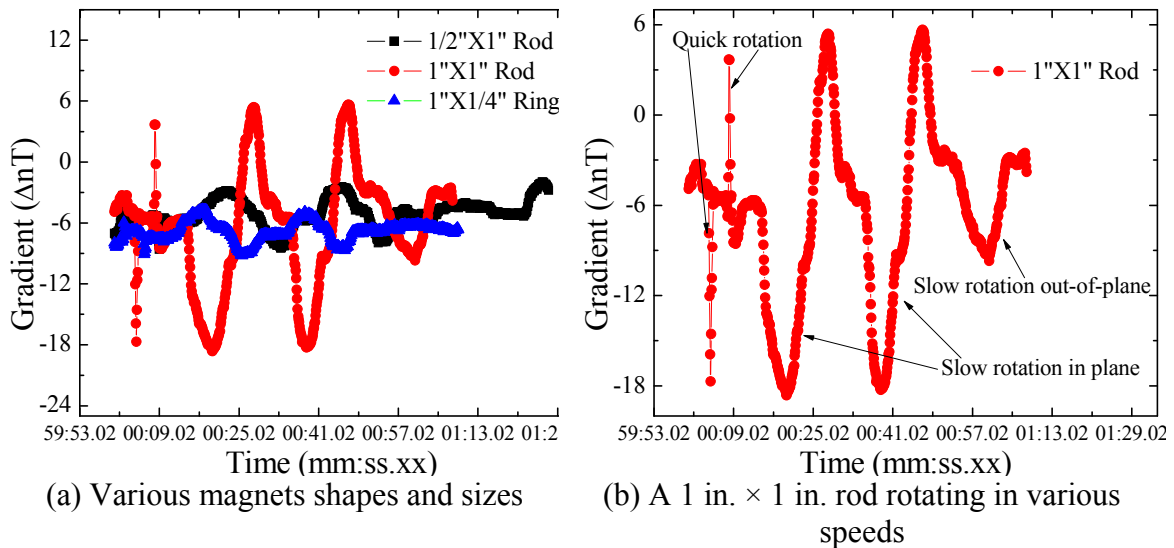 12
6
0
-6
-12
-18
-24
Gradient (ΔnT)
1/2"X1" Rod
1"X1" Rod
1"X1/4" Ring
59:53.02 00:09.02 00:25.02 00:41.02 00:57.02 01:13.02 01:2
Time (mm:ss.xx)
(a) Various magnets shapes and sizes
6
0
-6
-12
-18
Gradient (ΔnT)
Quick rotation
1"X1" Rod
Slow rotation out-of-plane
Slow rotation in plane
59:53.02 00:09.02 00:25.02 00:41.02 00:57.02 01:13.02 01:29.02
Time (mm:ss.xx)
(b) A 1 in. × 1 in. rod rotating in various
speeds